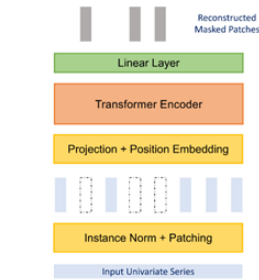 Reconstructed
Masked Patches
Linear Layer
Transformer Encoder
Projection + Position Embedding
Instance Norm + Patching
Input Univariate Series